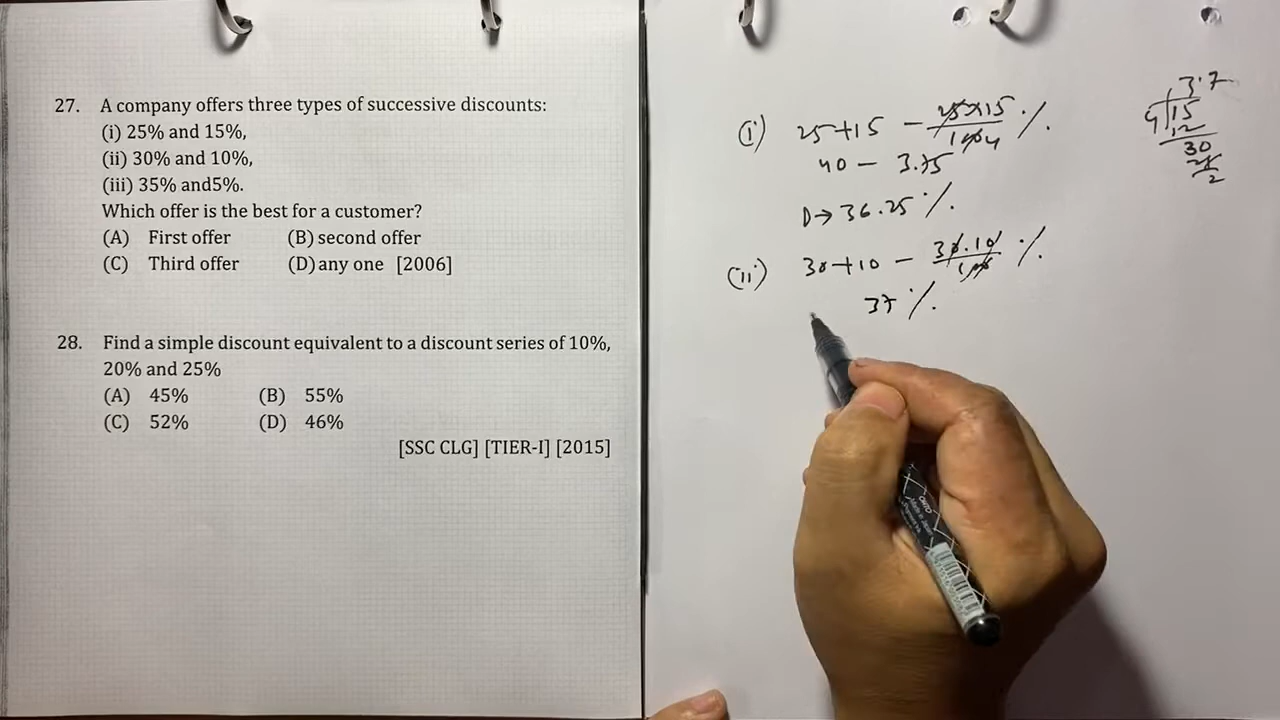 27. A company offers three types of successive discounts:
(i) 25% and 15%,
(ii) 30% and 10%,
(iii) 35% and5%.
Which offer is the best for a customer?
(A) First offer (B) second offer
(C) Third offer (D) any one [2006]
28. Find a simple discount equivalent to a discount series of 10%,
20% and 25%
(A) 45% (B) 55%
(C) 52% (D) 46%
[SSC CLG] [TIER-I] [2015]
(i) 25+15 - 25×15/100 4 %.
40 - 3.75
D→36.25 %.
(ii) 30+10 - 30.10/100 %.
37 %.
3.7
4 15
12
30
28
2